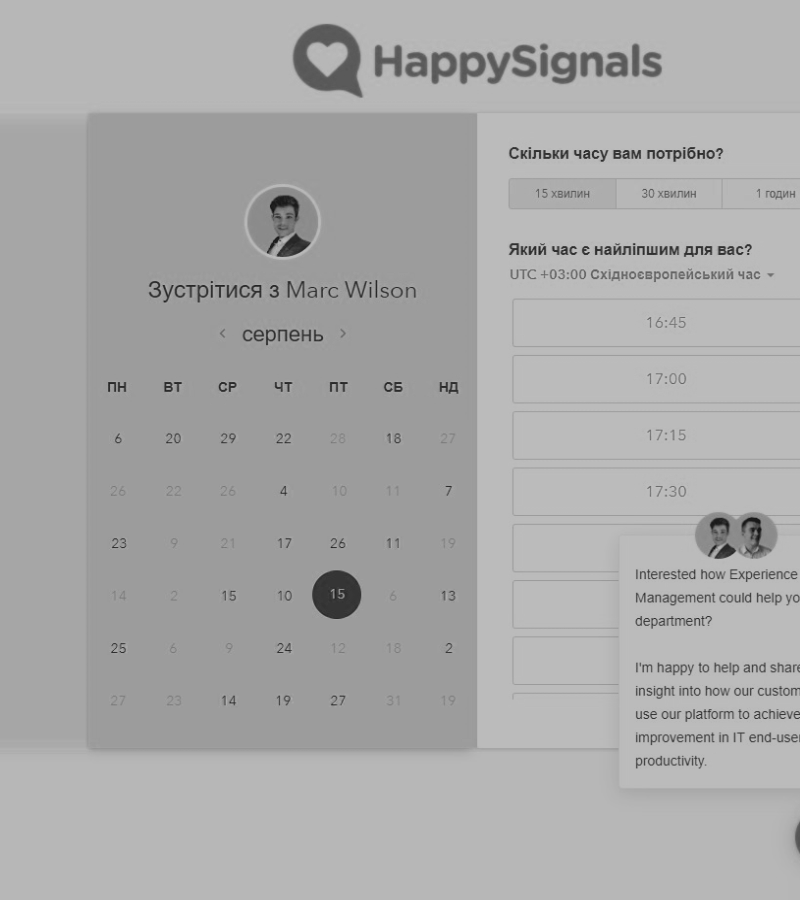 HappySignals
Зустрітися з Marc Wilson
серпень
ПН ВТ СР ЧТ ПТ СБ НД
6 20 29 22 28 18 27
26 22 26 4 10 11 7
23 9 21 17 26 11 19
14 2 15 10 15 6 13
25 6 9 24 12 18 2
27 23 14 19 27 31 19
Скільки часу вам потрібно?
15 хвилин 30 хвилин 1 годин
Який час є найліпшим для вас?
UTC +03:00 Східноєвропейський час
16:45
17:00
17:15
17:30
Interested how Experience
Management could help yo
department?
I'm happy to help and share
insight into how our custom
use our platform to achieve
improvement in IT end-use
productivity.